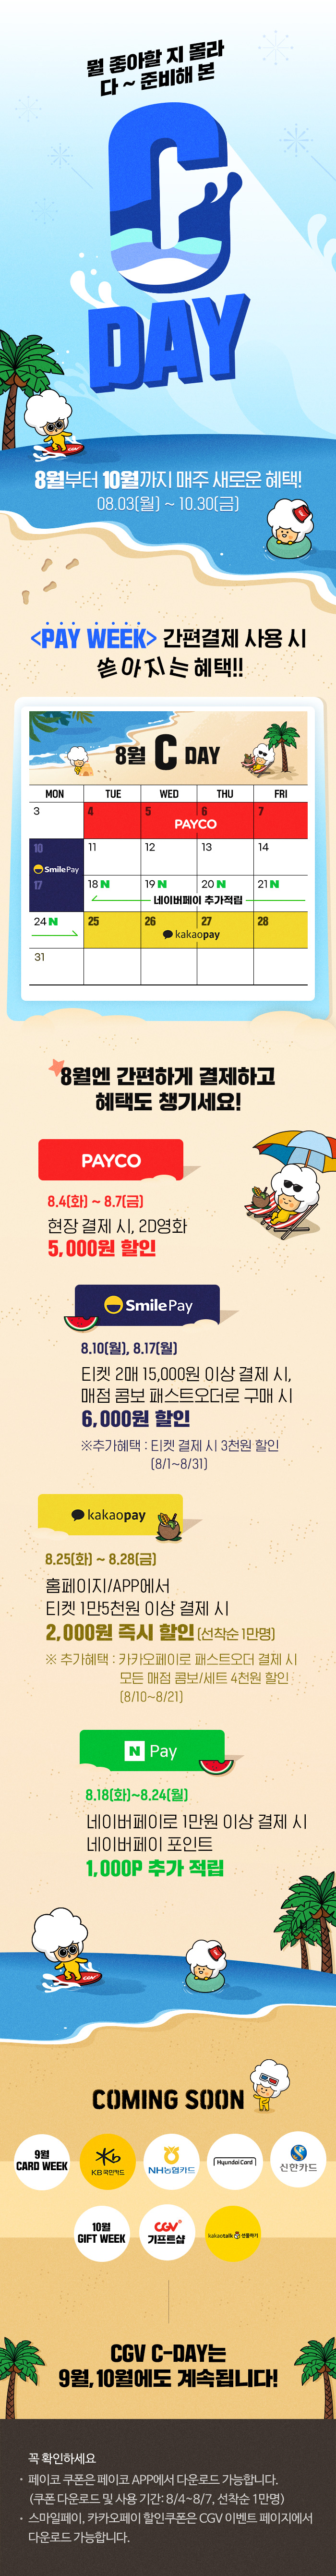 뭘 좋아할 지 몰라
다 ~ 준비해 본
C
DAY
8월부터 10월까지 매주 새로운 혜택!
08.03(월) ~ 10.30(금)
<PAY WEEK> 간편결제 사용 시
쏟아지는 혜택!!
8월 C DAY
MON TUE WED THU FRI
3 4 5 6 7
PAYCO
10 11 12 13 14
SmilePay
17 18 N 19 N 20 N 21 N
네이버페이 추가적립
24 N 25 26 27 28
kakaopay
31
8월엔 간편하게 결제하고
혜택도 챙기세요!
PAYCO
8.4(화) ~ 8.7(금)
현장 결제 시, 2D영화
5,000원 할인
SmilePay
8.10(월), 8.17(월)
티켓 2매 15,000원 이상 결제 시,
매점 콤보 패스트오더로 구매 시
6,000원 할인
※추가혜택 : 티켓 결제 시 3천원 할인
(8/1~8/31)
kakaopay
8.25(화) ~ 8.28(금)
홈페이지/APP에서
티켓 1만5천원 이상 결제 시
2,000원 즉시 할인 (선착순 1만명)
※ 추가혜택 : 카카오페이로 패스트오더 결제 시
모든 매점 콤보/세트 4천원 할인
(8/10~8/21)
N Pay
8.18(화)~8.24(월)
네이버페이로 1만원 이상 결제 시
네이버페이 포인트
1,000P 추가 적립
CGV
COMING SOON
9월
CARD WEEK
KB국민카드
NH농협카드
HyundaiCard
신한카드
10월
GIFT WEEK
CGV
기프트샵
kakaotalk 선물하기
CGV C-DAY는
9월,10월에도 계속됩니다!
꼭 확인하세요
· 페이코 쿠폰은 페이코 APP에서 다운로드 가능합니다.
(쿠폰 다운로드 및 사용 기간: 8/4~8/7, 선착순 1만명)
· 스마일페이, 카카오페이 할인쿠폰은 CGV 이벤트 페이지에서
다운로드 가능합니다.